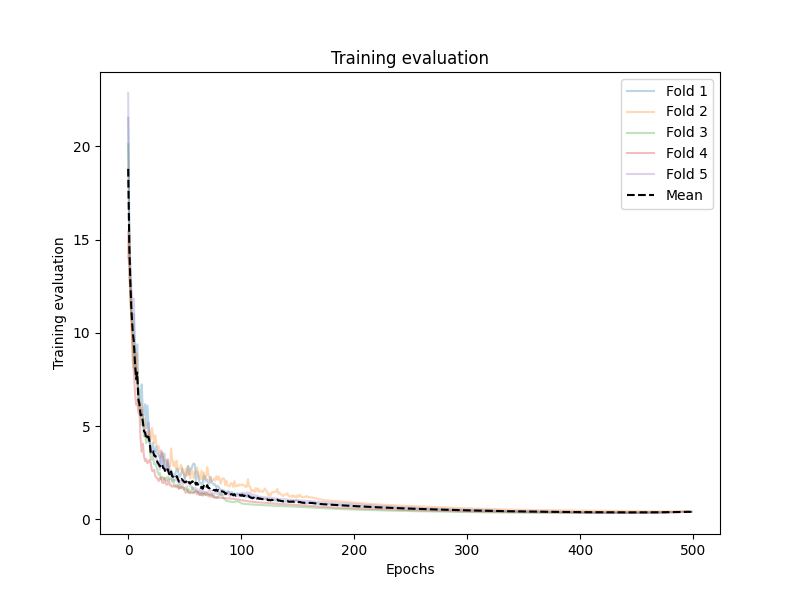 Training evaluation
Fold 1
Fold 2
Fold 3
Fold 4
Fold 5
Mean
Training evaluation
20
15
10
5
0
0 100 200 300 400 500
Epochs